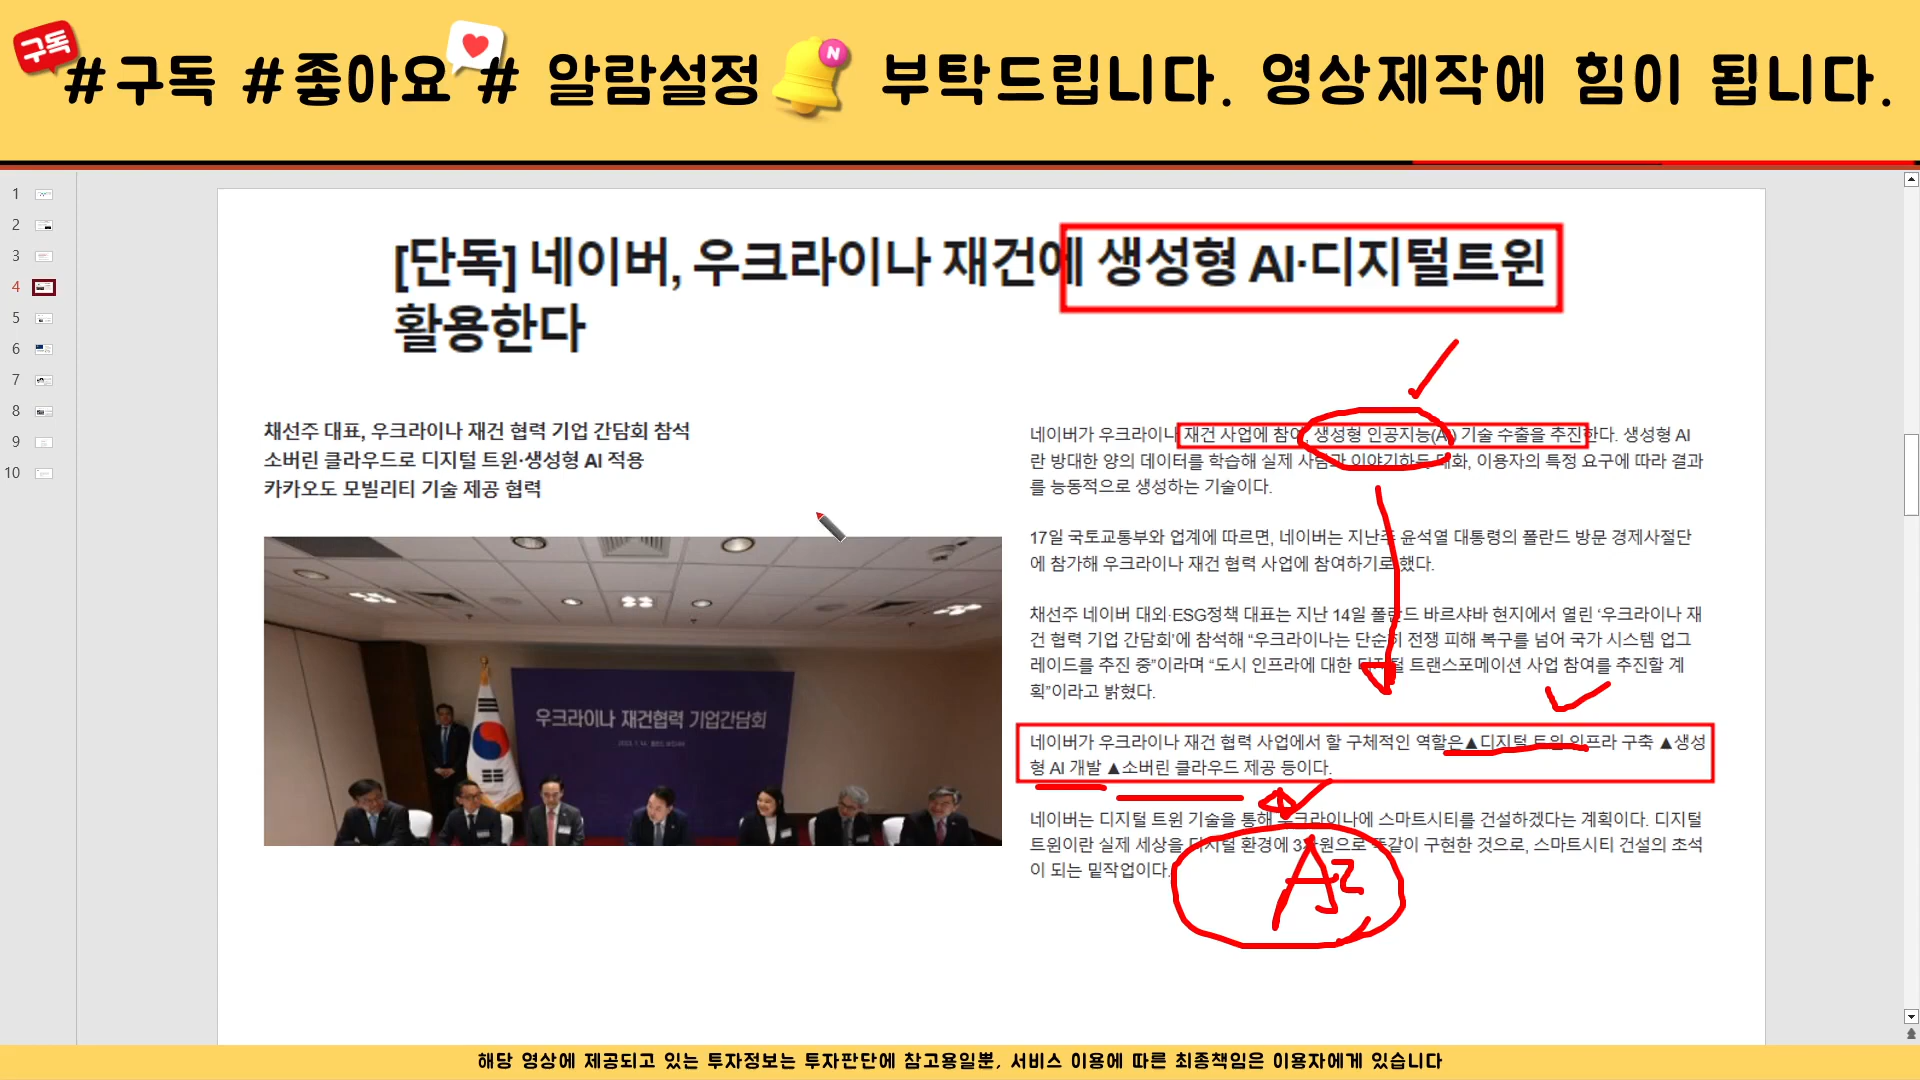 구독
#구독 #좋아요 # 알람설정 N 부탁드립니다. 영상제작에 힘이 됩니다.
1
2
3
4
5
6
7
8
9
10
[단독] 네이버, 우크라이나 재건에 생성형 AI·디지털트윈
활용한다
채선주 대표, 우크라이나 재건 협력 기업 간담회 참석
소버린 클라우드로 디지털 트윈·생성형 AI 적용
카카오도 모빌리티 기술 제공 협력
우크라이나 재건협력 기업간담회
네이버가 우크라이나 재건 사업에 참여, 생성형 인공지능(AI) 기술 수출을 추진한다. 생성형 AI
란 방대한 양의 데이터를 학습해 실제 사람과 이야기하듯 대화, 이용자의 특정 요구에 따라 결과
를 능동적으로 생성하는 기술이다.
17일 국토교통부와 업계에 따르면, 네이버는 지난주 윤석열 대통령의 폴란드 방문 경제사절단
에 참가해 우크라이나 재건 협력 사업에 참여하기로 했다.
채선주 네이버 대외·ESG정책 대표는 지난 14일 폴란드 바르샤바 현지에서 열린 ‘우크라이나 재
건 협력 기업 간담회’에 참석해 “우크라이나는 단순히 전쟁 피해 복구를 넘어 국가 시스템 업그
레이드를 추진 중”이라며 “도시 인프라에 대한 디지털 트랜스포메이션 사업 참여를 추진할 계
획”이라고 밝혔다.
네이버가 우크라이나 재건 협력 사업에서 할 구체적인 역할은▲디지털 트윈 인프라 구축 ▲생성
형 AI 개발 ▲소버린 클라우드 제공 등이다.
네이버는 디지털 트윈 기술을 통해 우크라이나에 스마트시티를 건설하겠다는 계획이다. 디지털
트윈이란 실제 세상을 디지털 환경에 3차원으로 똑같이 구현한 것으로, 스마트시티 건설의 초석
이 되는 밑작업이다.
해당 영상에 제공되고 있는 투자정보는 투자판단에 참고용일뿐, 서비스 이용에 따른 최종책임은 이용자에게 있습니다